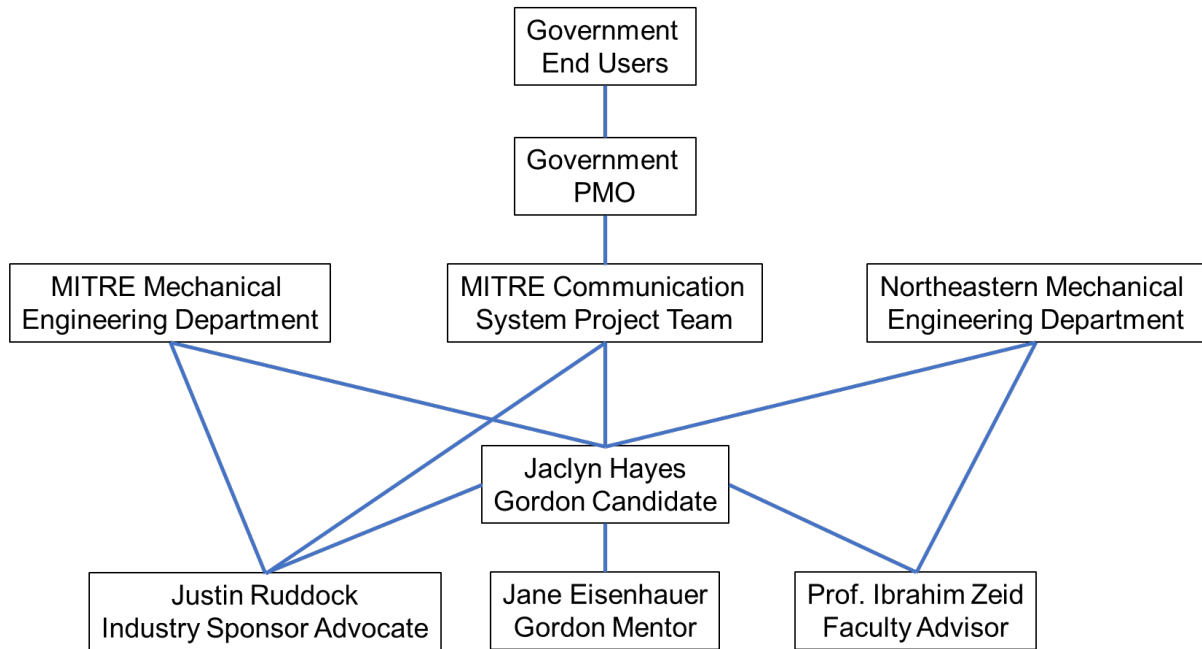 Government
End Users
Government
PMO
MITRE Mechanical
Engineering Department
MITRE Communication
System Project Team
Northeastern Mechanical
Engineering Department
Jaclyn Hayes
Gordon Candidate
Justin Ruddock
Industry Sponsor Advocate
Jane Eisenhauer
Gordon Mentor
Prof. Ibrahim Zeid
Faculty Advisor